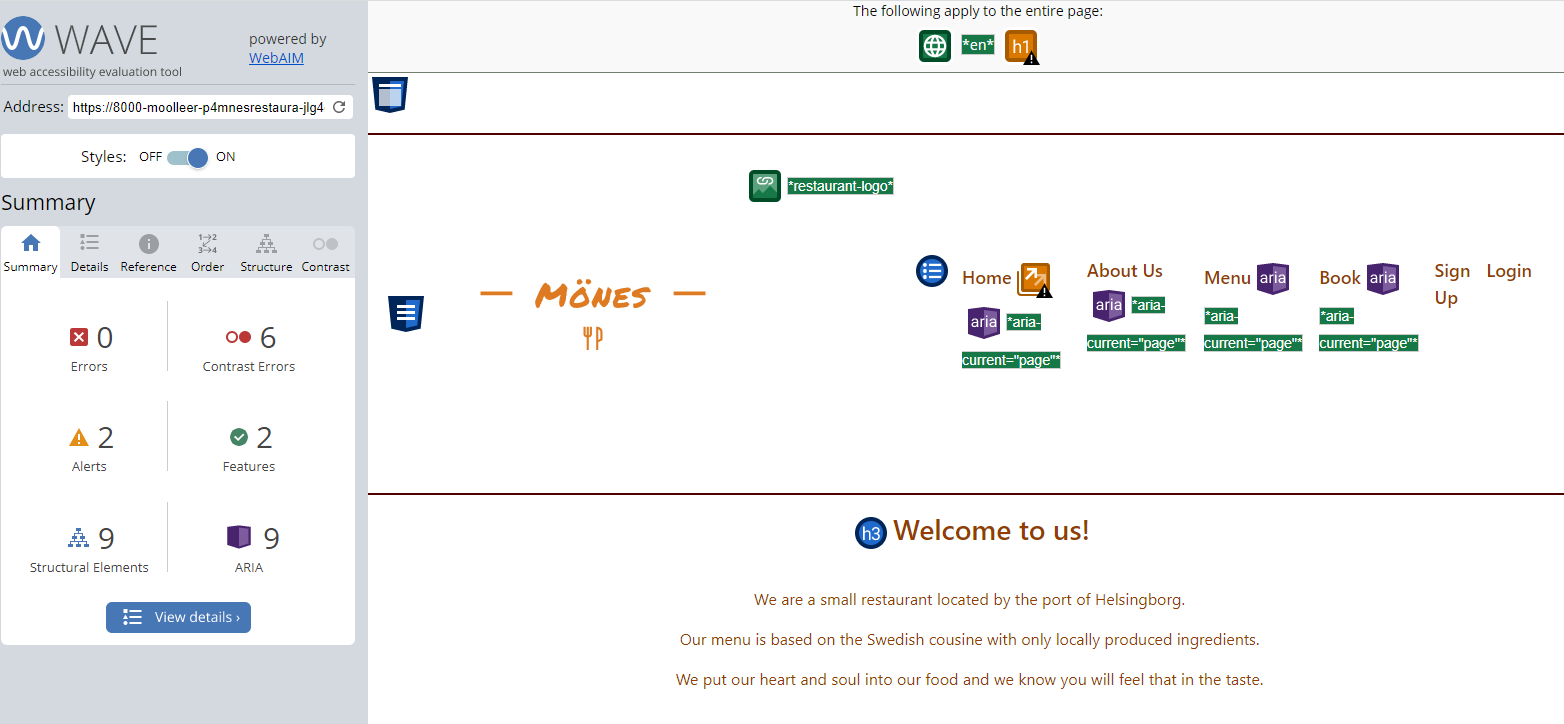 WAVE
powered by
WebAIM
web accessibility evaluation tool
Address: https://8000-moolleer-p4mnesrestaura-jlg4
Styles: OFF ON
Summary
Summary Details Reference Order Structure Contrast
0 6
Errors Contrast Errors
2 2
Alerts Features
9 9
Structural Elements ARIA
View details ›
The following apply to the entire page:
*en* h1
*restaurant-logo*
MÖNES
Home
aria *aria-
current="page"*
About Us
aria *aria-
current="page"*
Menu aria
*aria-
current="page"*
Book aria
*aria-
current="page"*
Sign
Up
Login
h3 Welcome to us!
We are a small restaurant located by the port of Helsingborg.
Our menu is based on the Swedish cousine with only locally produced ingredients.
We put our heart and soul into our food and we know you will feel that in the taste.